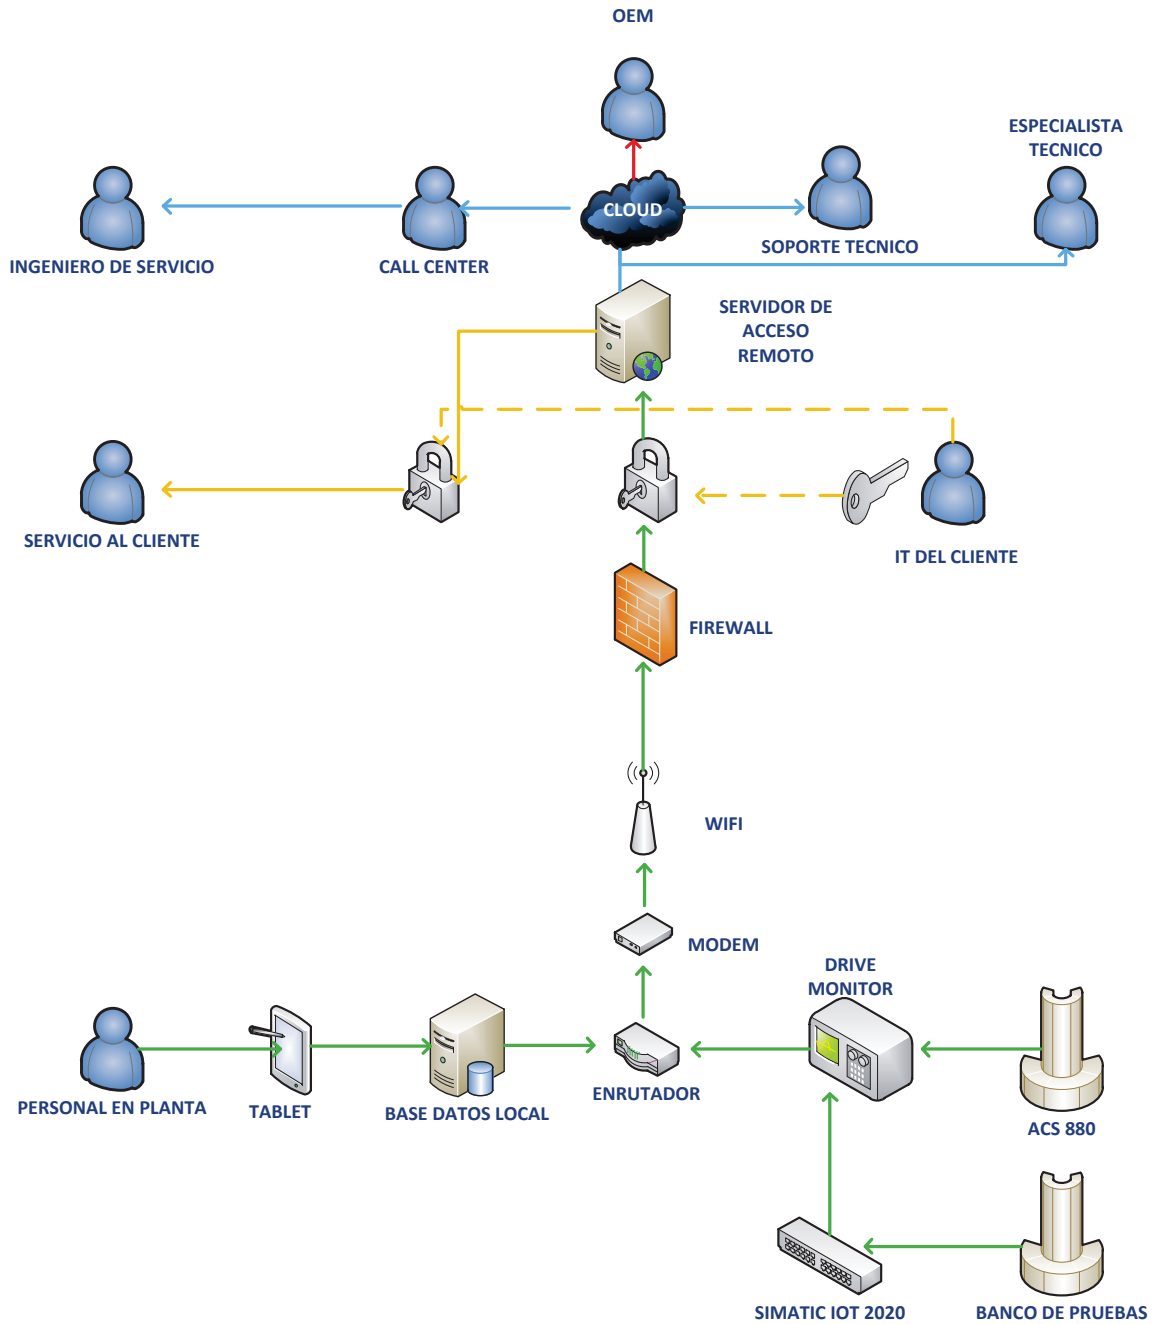 OEM
ESPECIALISTA
TECNICO
CLOUD
INGENIERO DE SERVICIO
CALL CENTER
SOPORTE TECNICO
SERVIDOR DE
ACCESO
REMOTO
SERVICIO AL CLIENTE
IT DEL CLIENTE
FIREWALL
WIFI
MODEM
DRIVE
MONITOR
PERSONAL EN PLANTA
TABLET
BASE DATOS LOCAL
ENRUTADOR
ACS 880
SIMATIC IOT 2020
BANCO DE PRUEBAS